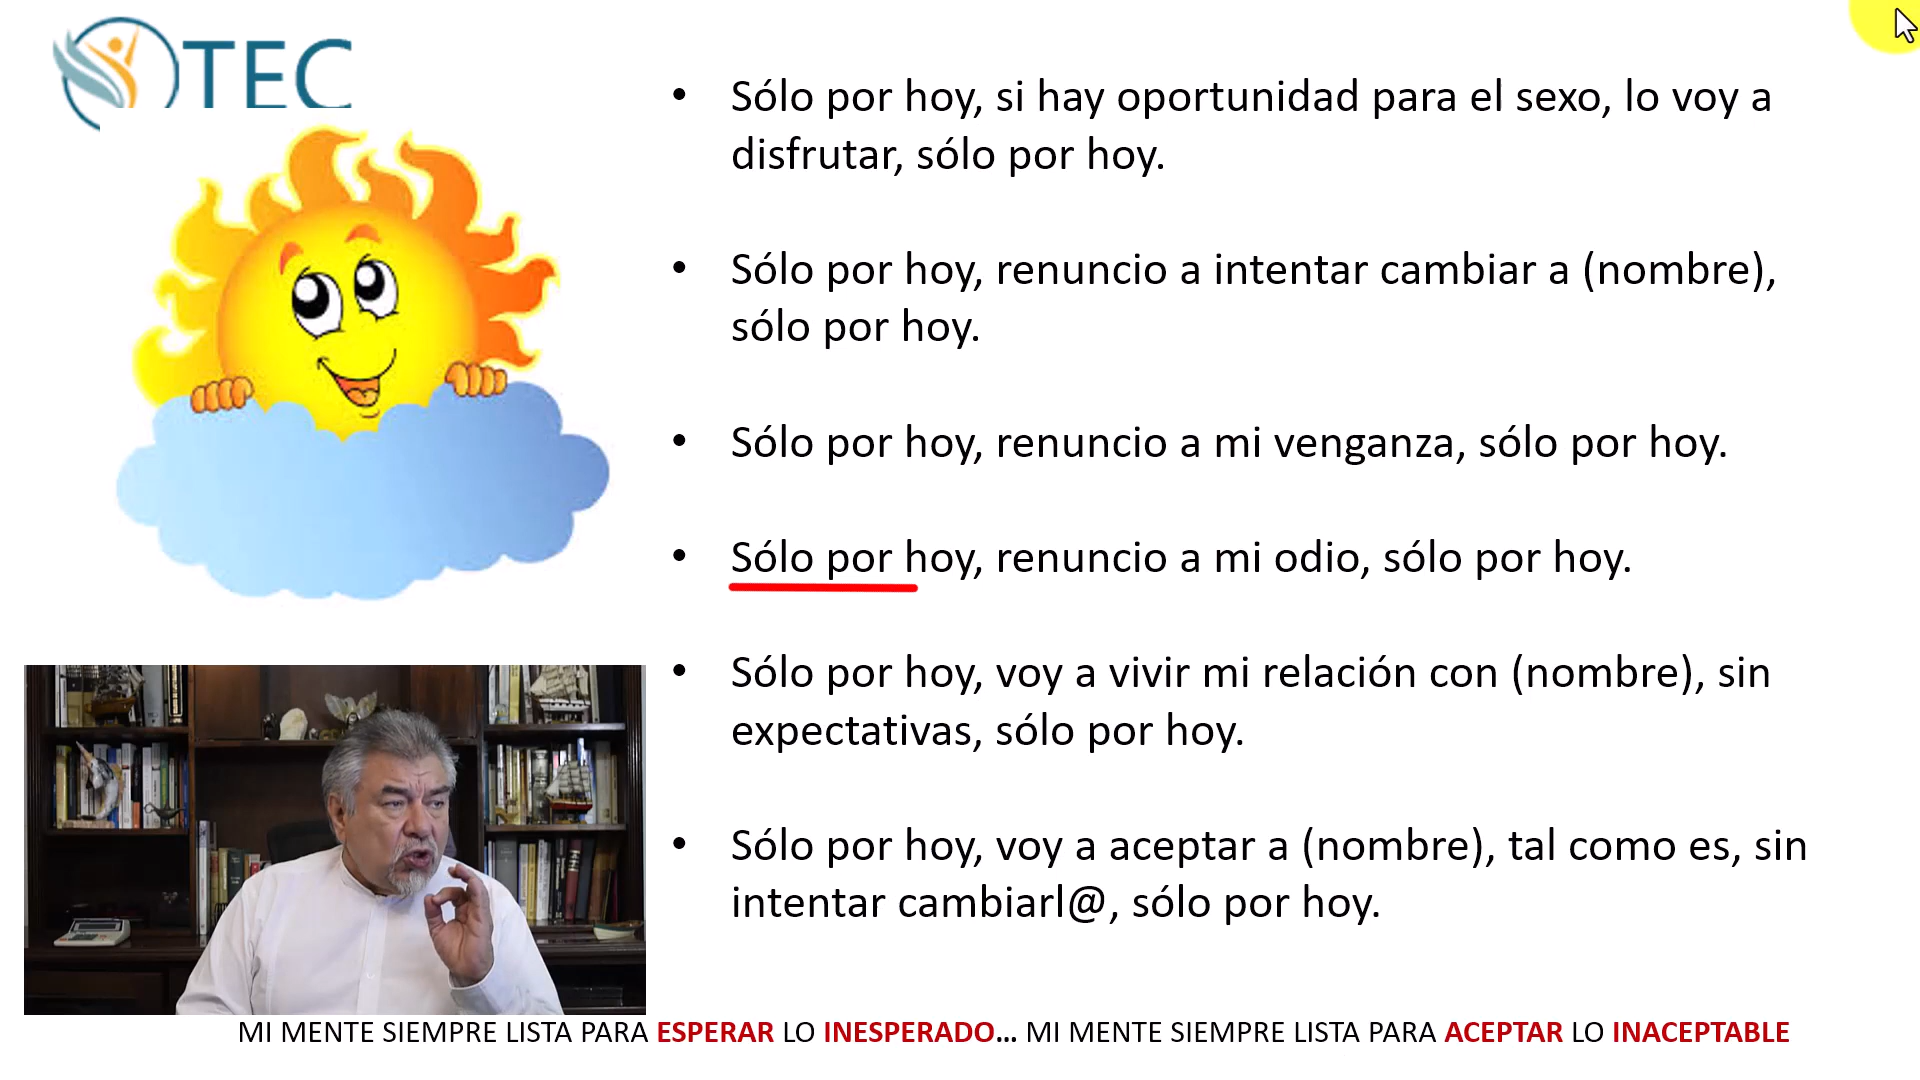 TEC
• Sólo por hoy, si hay oportunidad para el sexo, lo voy a
disfrutar, sólo por hoy.
• Sólo por hoy, renuncio a intentar cambiar a (nombre),
sólo por hoy.
• Sólo por hoy, renuncio a mi venganza, sólo por hoy.
• Sólo por hoy, renuncio a mi odio, sólo por hoy.
• Sólo por hoy, voy a vivir mi relación con (nombre), sin
expectativas, sólo por hoy.
• Sólo por hoy, voy a aceptar a (nombre), tal como es, sin
intentar cambiarl@, sólo por hoy.
MI MENTE SIEMPRE LISTA PARA ESPERAR LO INESPERADO... MI MENTE SIEMPRE LISTA PARA ACEPTAR LO INACEPTABLE